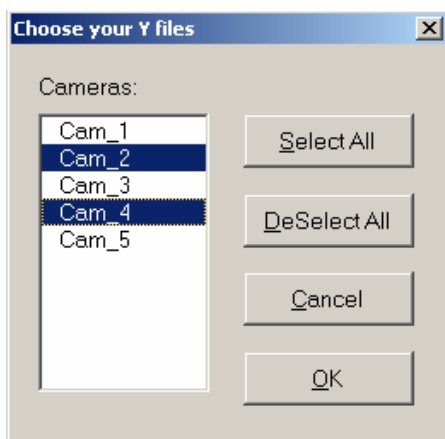 Choose your Y files
Cameras:
Cam_1
Cam_2
Cam_3
Cam_4
Cam_5
Select All
DeSelect All
Cancel
OK